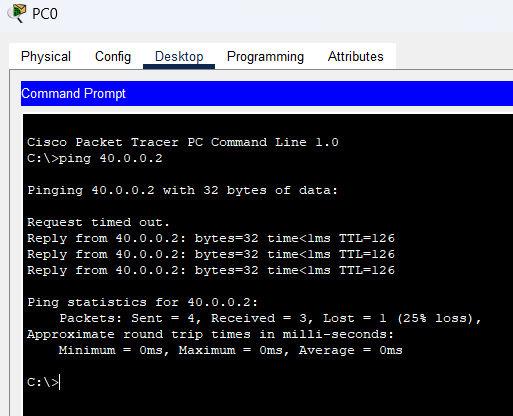 PC0
Physical Config Desktop Programming Attributes
Command Prompt
Cisco Packet Tracer PC Command Line 1.0
C:\>ping 40.0.0.2
Pinging 40.0.0.2 with 32 bytes of data:
Request timed out.
Reply from 40.0.0.2: bytes=32 time<1ms TTL=126
Reply from 40.0.0.2: bytes=32 time<1ms TTL=126
Reply from 40.0.0.2: bytes=32 time<1ms TTL=126
Ping statistics for 40.0.0.2:
Packets: Sent = 4, Received = 3, Lost = 1 (25% loss),
Approximate round trip times in milli-seconds:
Minimum = 0ms, Maximum = 0ms, Average = 0ms
C:\>